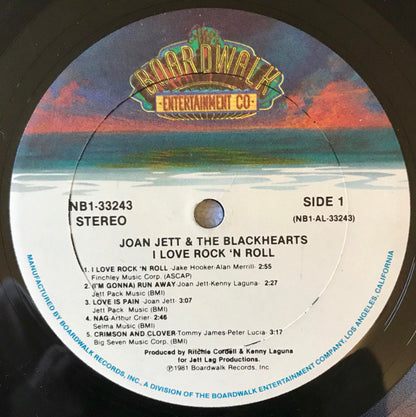 The
BOARDWALK
ENTERTAINMENT CO.
NB1-33243
STEREO
SIDE 1
(NB1-AL-33243)
JOAN JETT & THE BLACKHEARTS
I LOVE ROCK 'N ROLL
1. I LOVE ROCK 'N ROLL-Jake Hooker-Alan Merrill-2:55
Finchley Music Corp. (ASCAP)
2. (I'M GONNA) RUN AWAY-Joan Jett-Kenny Laguna-2:27
Jett Pack Music (BMI)
3. LOVE IS PAIN-Joan Jett-3:07
Jett Pack Music (BMI)
4. NAG-Arthur Crier-2:46
Selma Music (BMI)
5. CRIMSON AND CLOVER-Tommy James-Peter Lucia-3:17
Big Seven Music Corp. (BMI)
Produced by Ritchie Cordell & Kenny Laguna
for Jett Lag Productions.
℗1981 Boardwalk Records, Inc
MANUFACTURED BY BOARDWALK RECORDS, INC., A DIVISION OF THE BOARDWALK ENTERTAINMENT COMPANY, LOS ANGELES, CALIFORNIA.